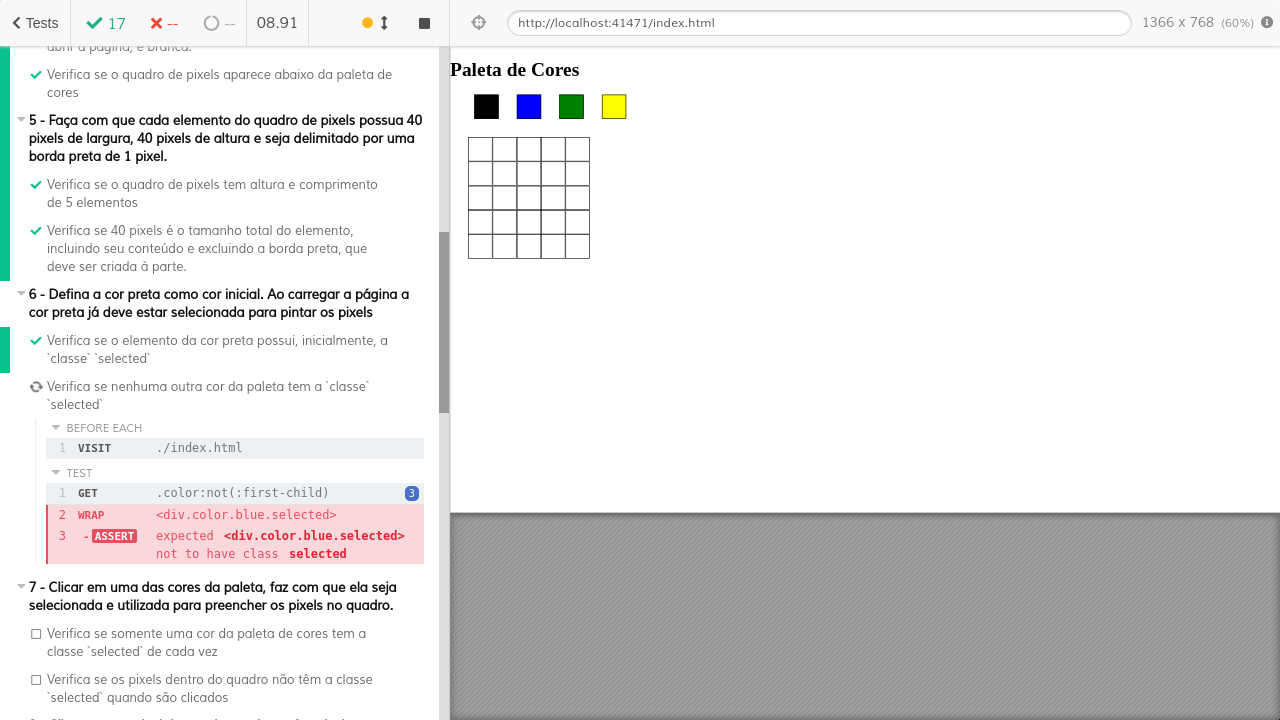 Tests
17
--
--
08.91
http://localhost:41471/index.html
1366 x 768 (60%)
abrir a página, é branca.
Verifica se o quadro de pixels aparece abaixo da paleta de
cores
5 - Faça com que cada elemento do quadro de pixels possua 40
pixels de largura, 40 pixels de altura e seja delimitado por uma
borda preta de 1 pixel.
Verifica se o quadro de pixels tem altura e comprimento
de 5 elementos
Verifica se 40 pixels é o tamanho total do elemento,
incluindo seu conteúdo e excluindo a borda preta, que
deve ser criada à parte.
6 - Defina a cor preta como cor inicial. Ao carregar a página a
cor preta já deve estar selecionada para pintar os pixels
Verifica se o elemento da cor preta possui, inicialmente, a
`classe` `selected`
Verifica se nenhuma outra cor da paleta tem a `classe`
`selected`
BEFORE EACH
1 VISIT ./index.html
TEST
1 GET .color:not(:first-child) 3
2 WRAP <div.color.blue.selected>
3 -ASSERT expected <div.color.blue.selected>
not to have class selected
7 - Clicar em uma das cores da paleta, faz com que ela seja
selecionada e utilizada para preencher os pixels no quadro.
Verifica se somente uma cor da paleta de cores tem a
classe `selected` de cada vez
Verifica se os pixels dentro do quadro não têm a classe
`selected` quando são clicados
Paleta de Cores